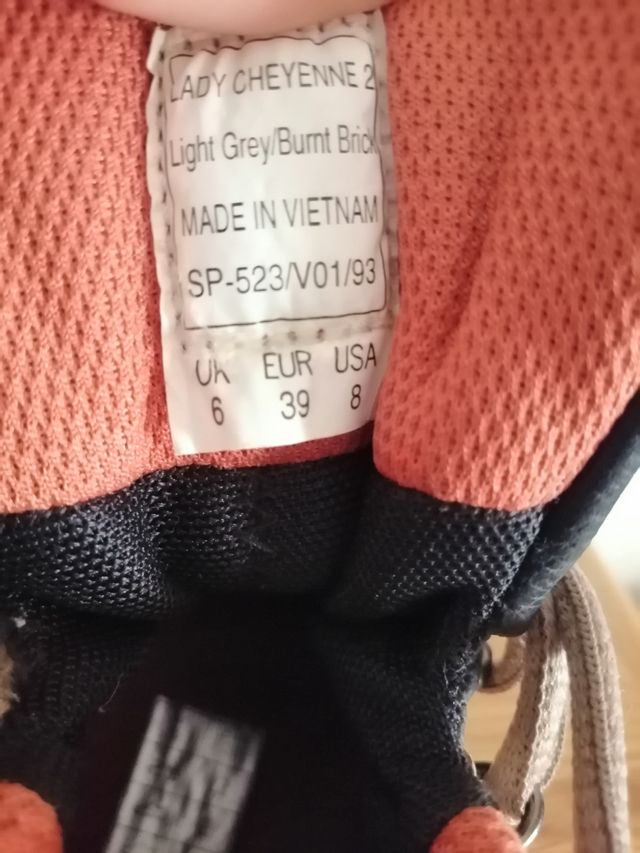 LADY CHEYENNE 2
Light Grey/Burnt Brick
MADE IN VIETNAM
SP-523/V01/93
UK EUR USA
6 39 8